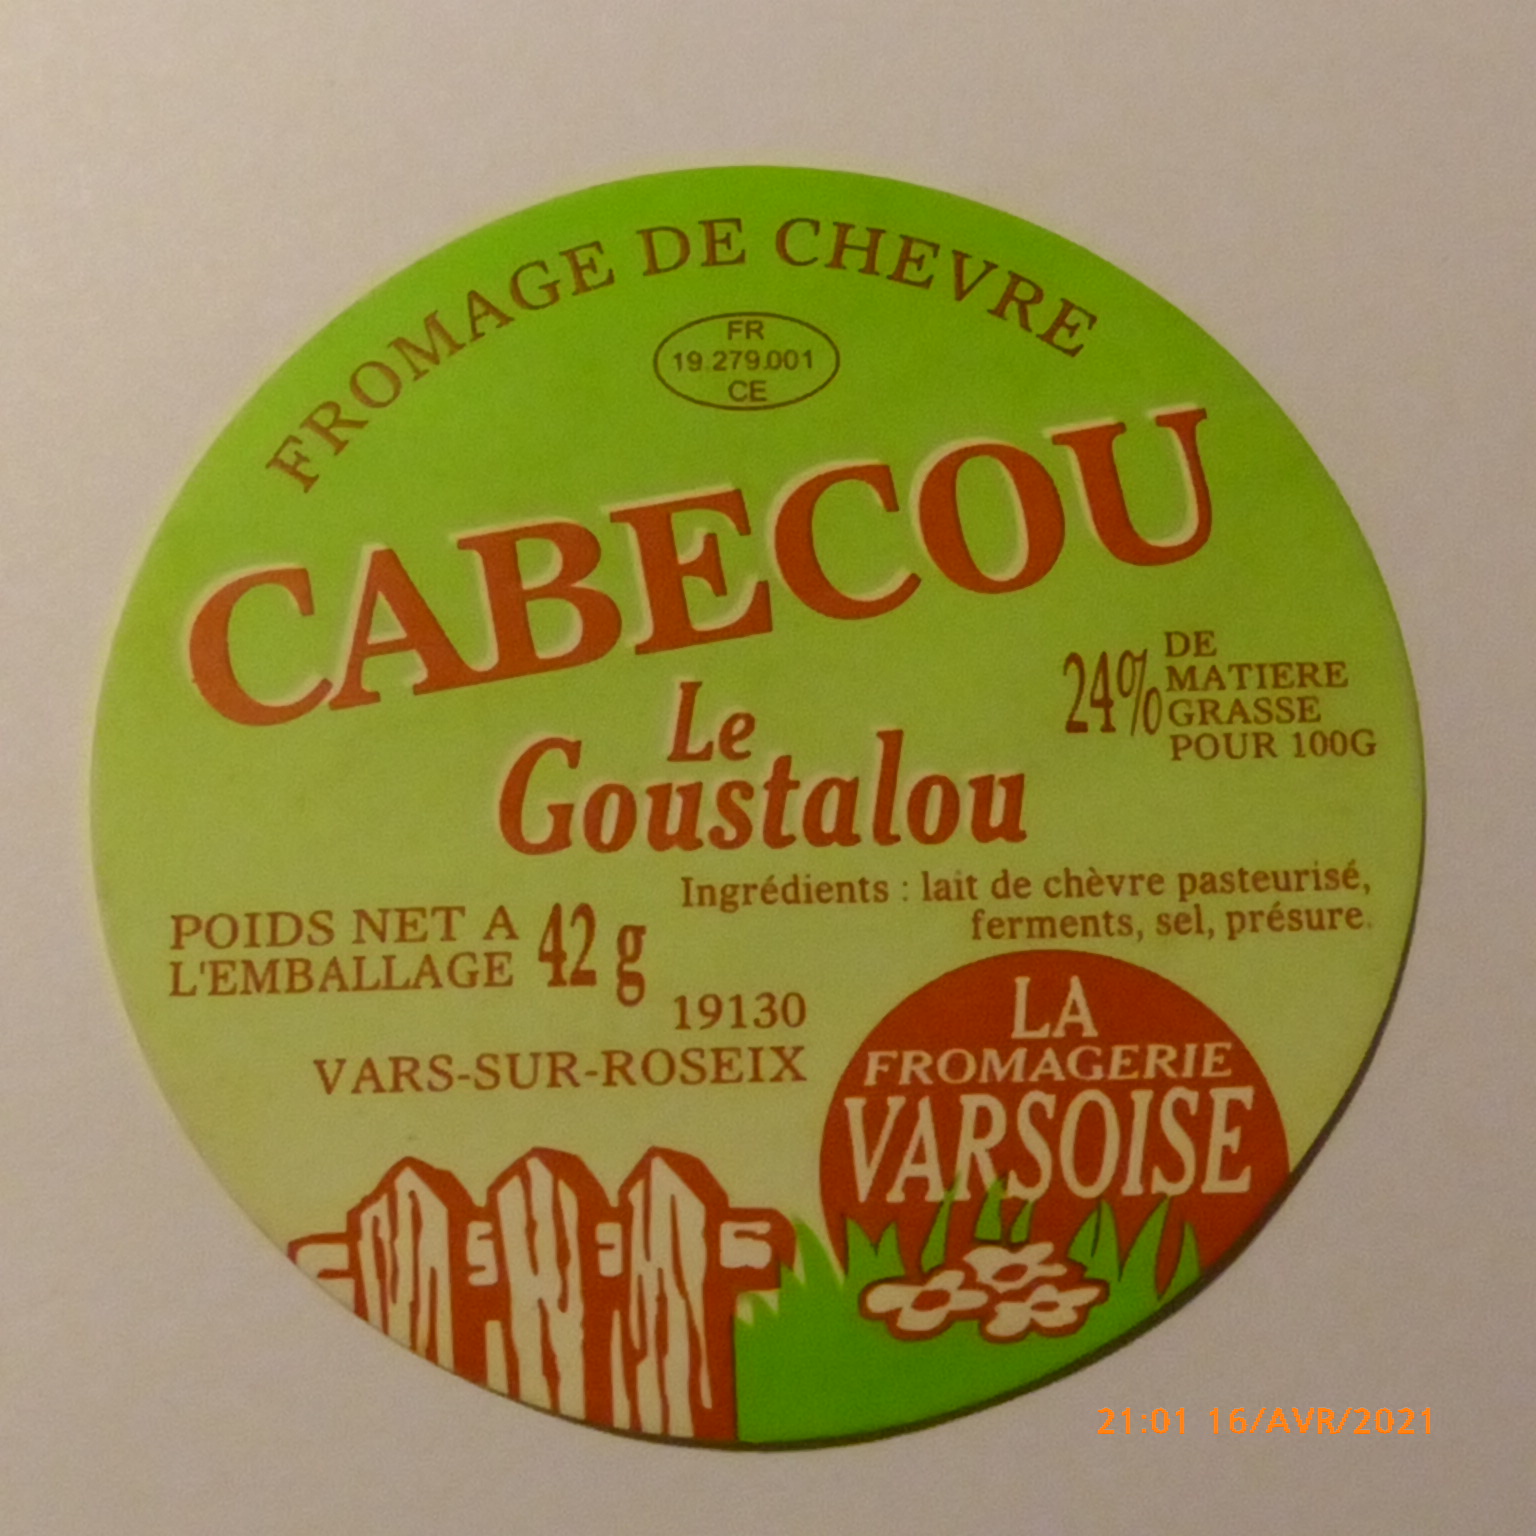 FROMAGE DE CHEVRE
FR
19.279.001
CE
CABECOU
Le
Goustalou
24% DE
MATIERE
GRASSE
POUR 100G
Ingrédients : lait de chèvre pasteurisé,
ferments, sel, présure.
POIDS NET A
L'EMBALLAGE 42 g
19130
VARS-SUR-ROSEIX
LA
FROMAGERIE
VARSOISE
21:01 16/AVR/2021